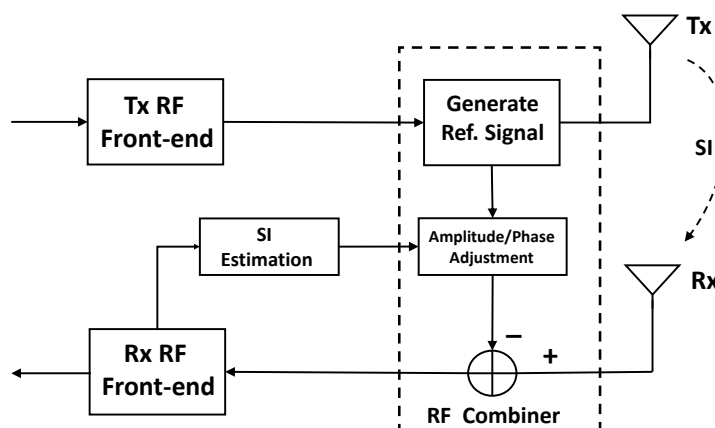 Tx
Tx RF
Front-end
Generate
Ref. Signal
SI
SI
Estimation
Amplitude/Phase
Adjustment
Rx
Rx RF
Front-end
−
+
RF Combiner